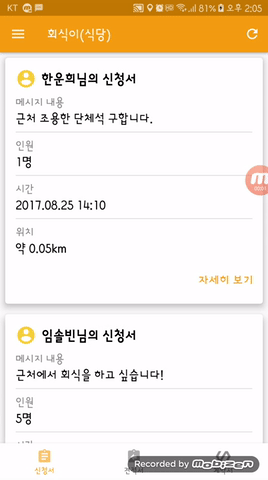 KT 81% 오후 2:05
회식이(식당)
한운희님의 신청서
메시지 내용
근처 조용한 단체석 구합니다.
인원
1명
시간
2017.08.25 14:10
위치
약 0.05km
자세히 보기
임솔빈님의 신청서
메시지 내용
근처에서 회식을 하고 싶습니다!
인원
5명
시간
신청서
Recorded by Mobizen